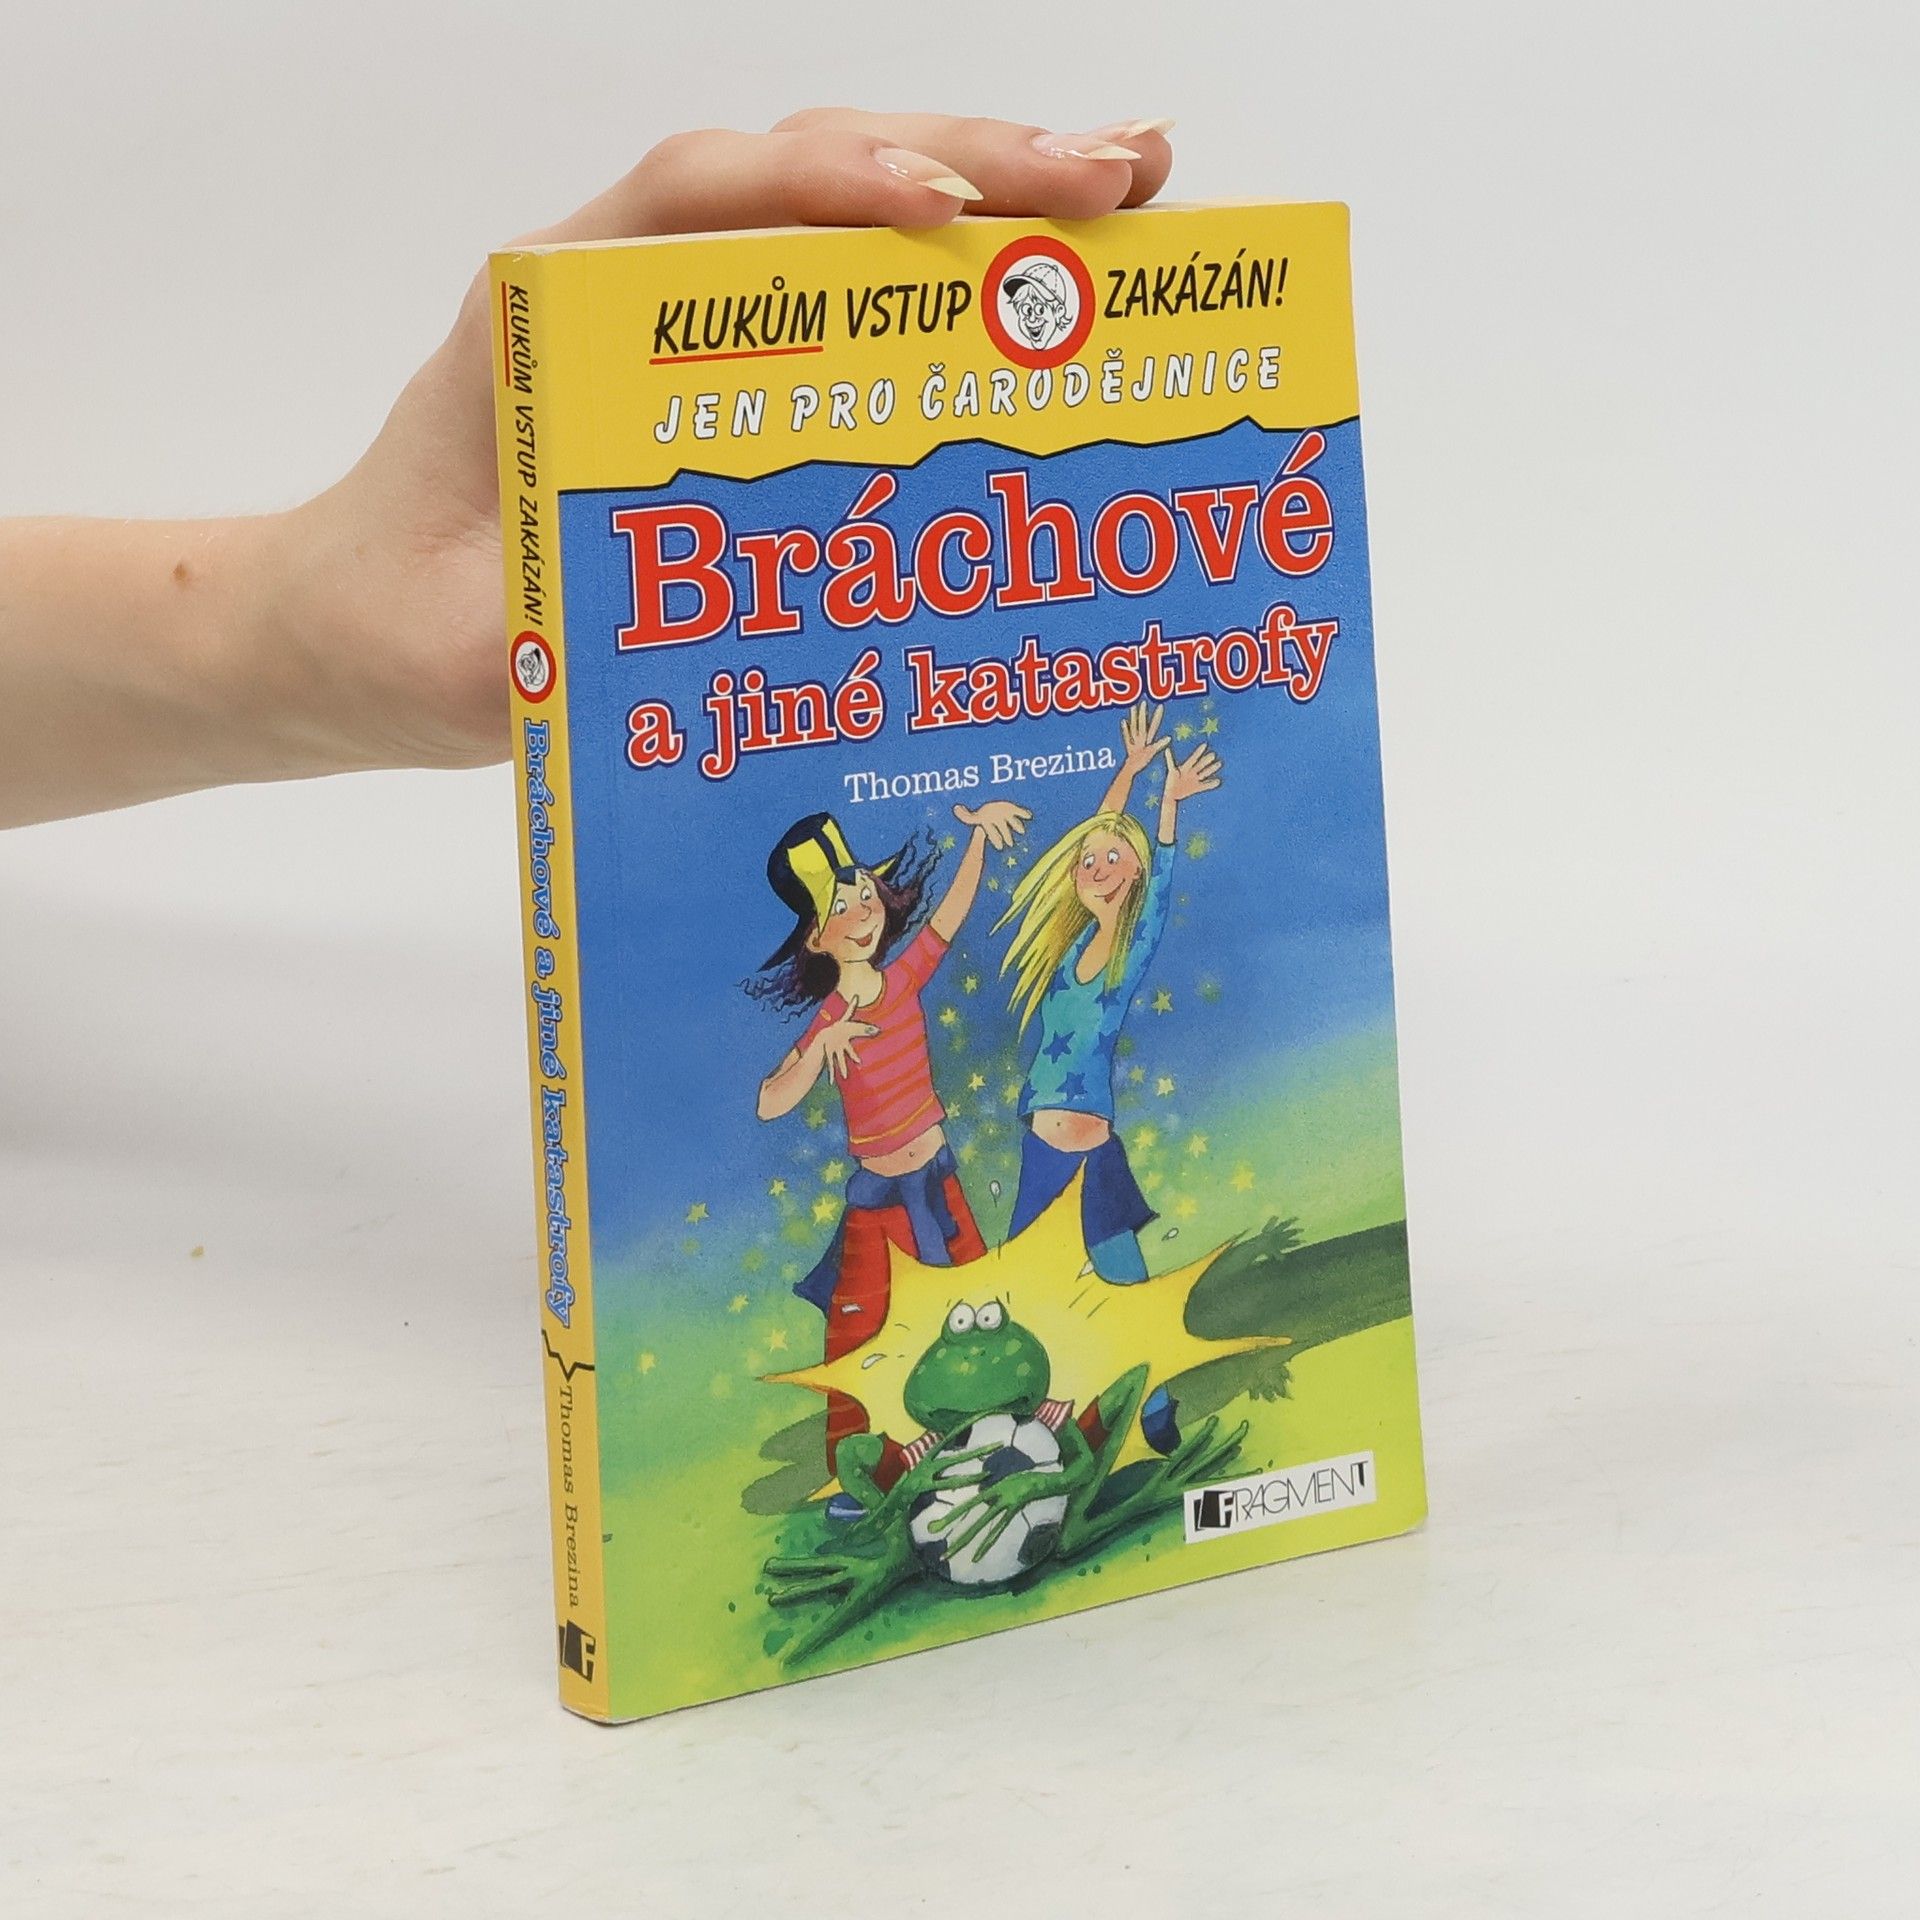 KLUKŮM VSTUP ZAKÁZÁN!
JEN PRO ČARODĚJNICE
Bráchové
a jiné katastrofy
Thomas Brezina
FRAGMENT
KLUKŮM VSTUP ZAKÁZÁN! Bráchové a jiné katastrofy Thomas Brezina F